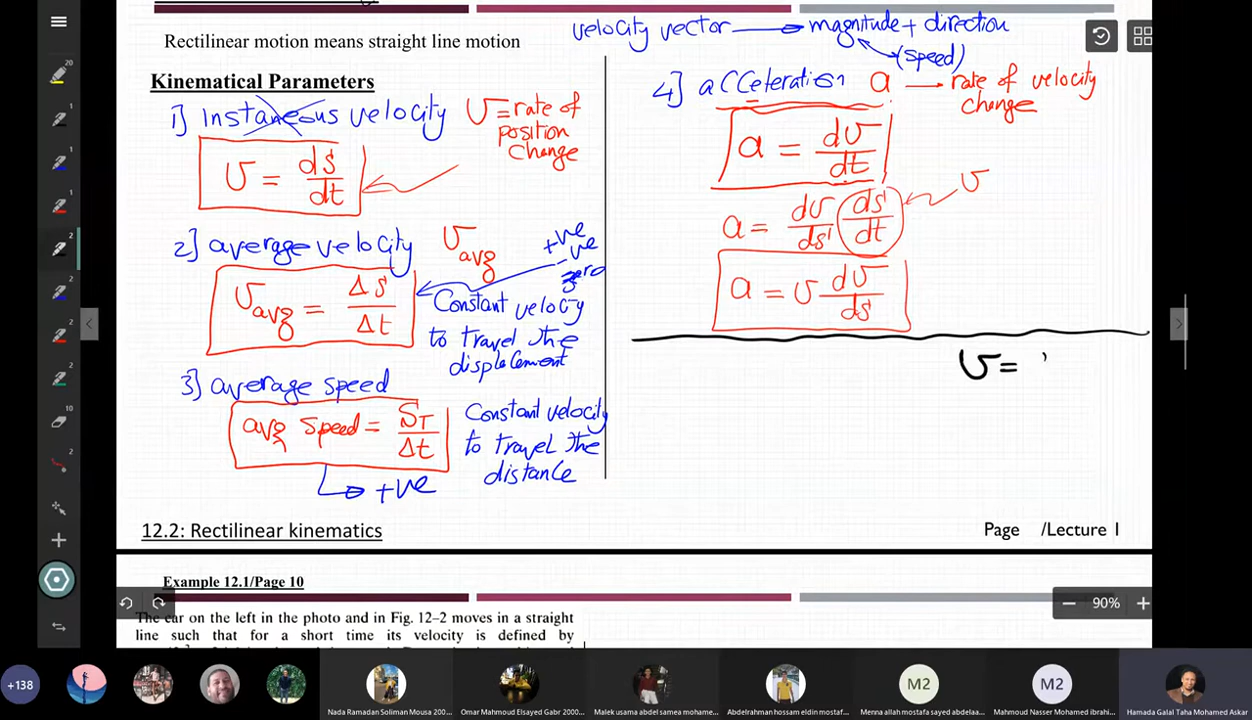 velocity vector → magnitude + direction
(speed)
Rectilinear motion means straight line motion
Kinematical Parameters
1] instaneous velocity
v = rate of
position
change
v = ds/dt
2] average velocity
v avg
+ve
-ve
zero
v avg = Δs/Δt
Constant velocity
to travel the
displacement
3] average speed
avg speed = S_T/Δt
Constant velocity
to travel the
distance
+ve
4] acceleration a → rate of velocity
change
a = dv/dt
a = dv/ds ds/dt
v
a = v dv/ds
v =
12.2: Rectilinear kinematics
Page /Lecture 1
Example 12.1/Page 10
The car on the left in the photo and in Fig. 12–2 moves in a straight
line such that for a short time its velocity is defined by
90%
+138
Nada Ramadan Soliman Mousa 200...
Omar Mahmoud Elsayed Gabr 2000...
Malek usama abdel samea mohame...
Abdelrahman hossam eldin mostaf...
M2
Menna allah mostafa sayed abdelaa...
M2
Mahmoud Nasser Mohamed ibrahi...
Hamada Galal Taha Mohamed Askar